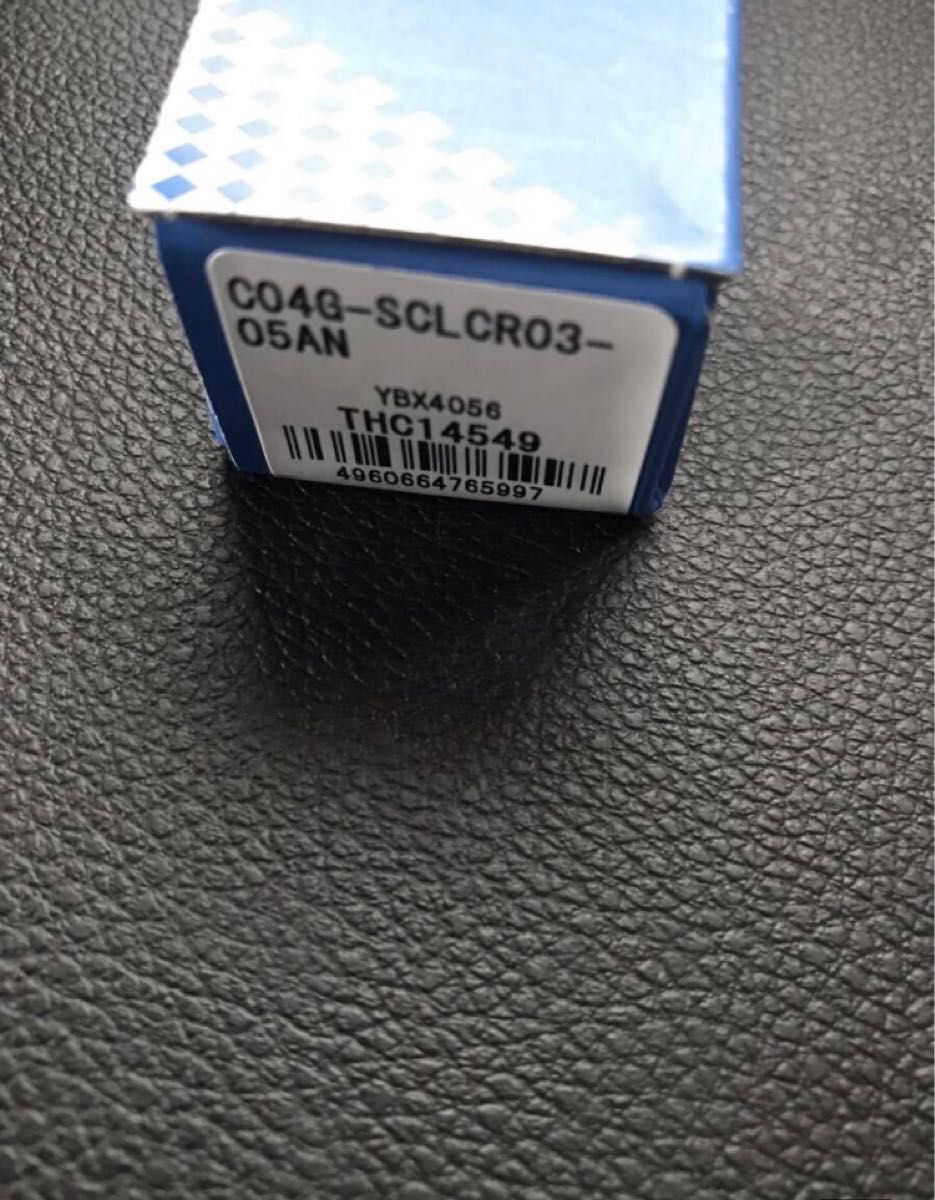 C04G-SCLCR03-
05AN
YBX4056
THC14549
4960664765997